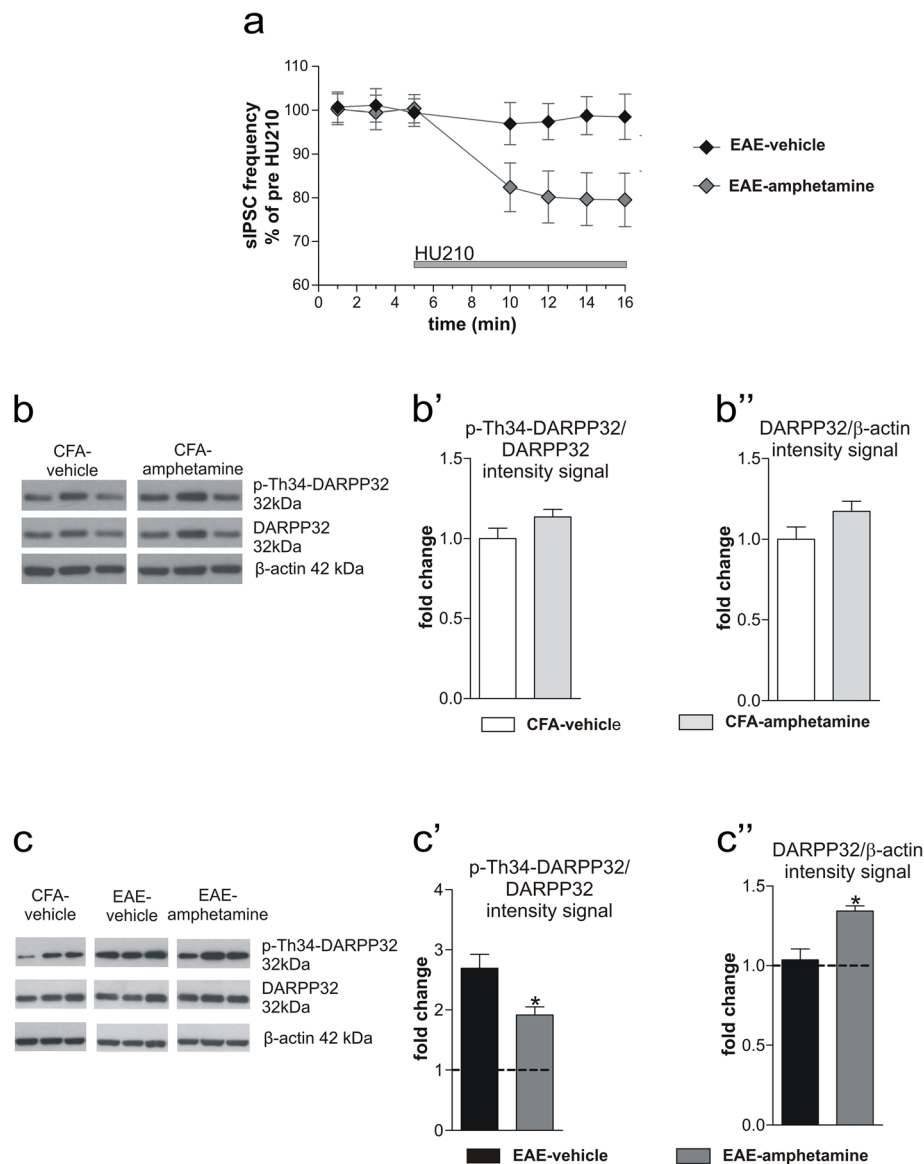 a
110
100
90
80
70
60
sIPSC frequency
% of pre HU210
HU210
0 2 4 6 8 10 12 14 16
time (min)
EAE-vehicle
EAE-amphetamine
b
CFA-
vehicle
CFA-
amphetamine
p-Th34-DARPP32
32kDa
DARPP32
32kDa
β-actin 42 kDa
b'
p-Th34-DARPP32/
DARPP32
intensity signal
1.5
1.0
0.5
0.0
fold change
b''
DARPP32/β-actin
intensity signal
1.5
1.0
0.5
0.0
fold change
CFA-vehicle
CFA-amphetamine
c
CFA-
vehicle
EAE-
vehicle
EAE-
amphetamine
p-Th34-DARPP32
32kDa
DARPP32
32kDa
β-actin 42 kDa
c'
p-Th34-DARPP32/
DARPP32
intensity signal
4
3
2
1
0
fold change
*
c''
DARPP32/β-actin
intensity signal
1.5
1.0
0.5
0.0
fold change
*
EAE-vehicle
EAE-amphetamine